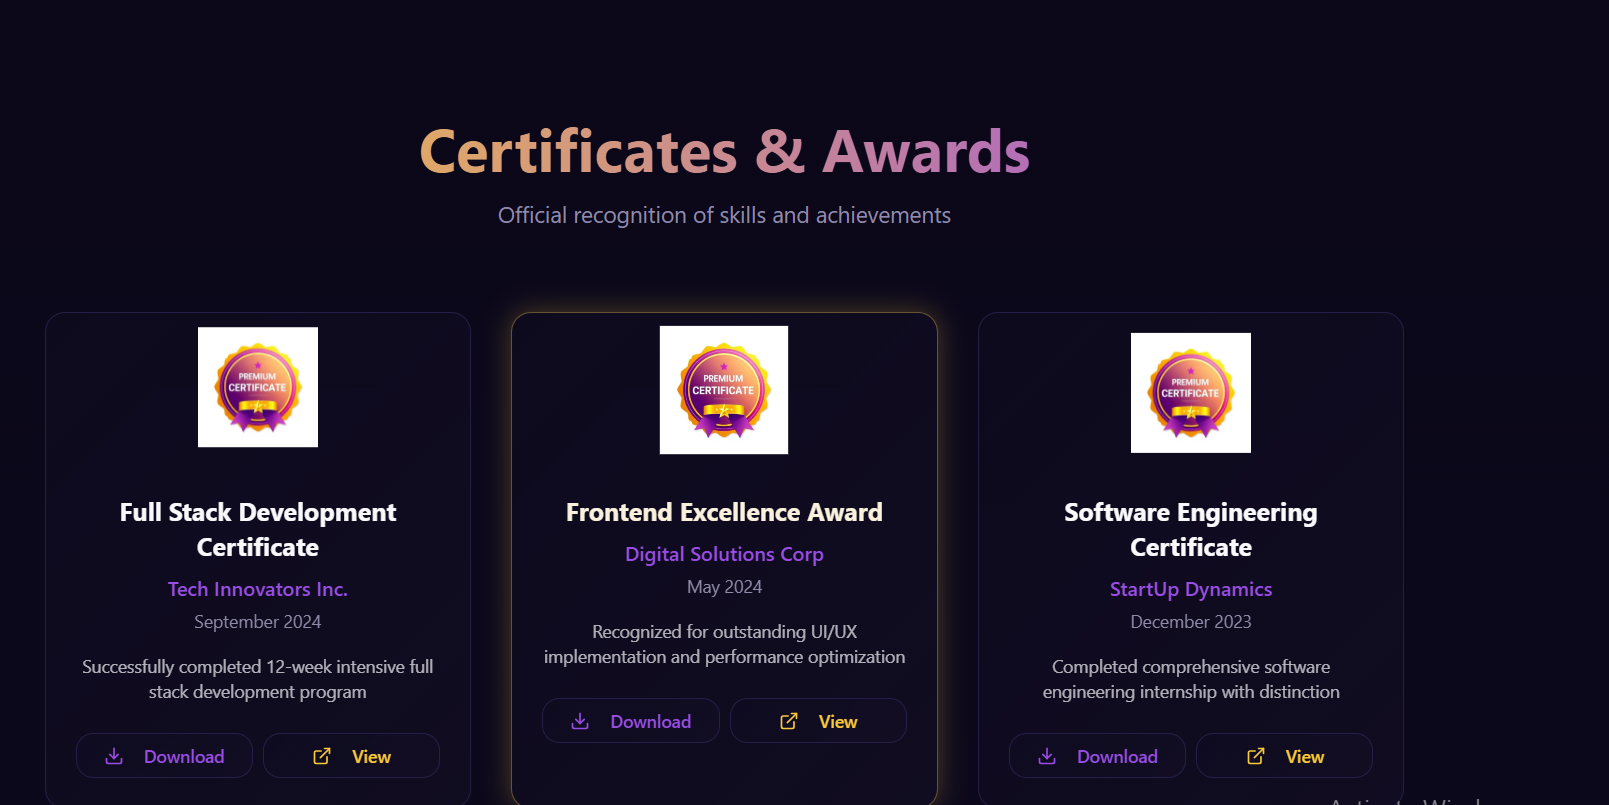 Certificates & Awards
Official recognition of skills and achievements
PREMIUM
CERTIFICATE
Full Stack Development
Certificate
Tech Innovators Inc.
September 2024
Successfully completed 12-week intensive full
stack development program
Download
View
PREMIUM
CERTIFICATE
Frontend Excellence Award
Digital Solutions Corp
May 2024
Recognized for outstanding UI/UX
implementation and performance optimization
Download
View
PREMIUM
CERTIFICATE
Software Engineering
Certificate
StartUp Dynamics
December 2023
Completed comprehensive software
engineering internship with distinction
Download
View